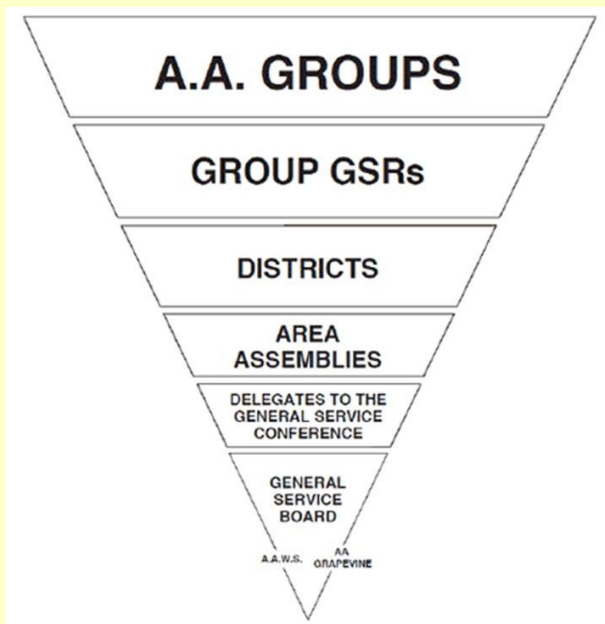 A.A. GROUPS
GROUP GSRs
DISTRICTS
AREA
ASSEMBLIES
DELEGATES TO THE
GENERAL SERVICE
CONFERENCE
GENERAL
SERVICE
BOARD
A.A.W.S.
AA
GRAPEVINE